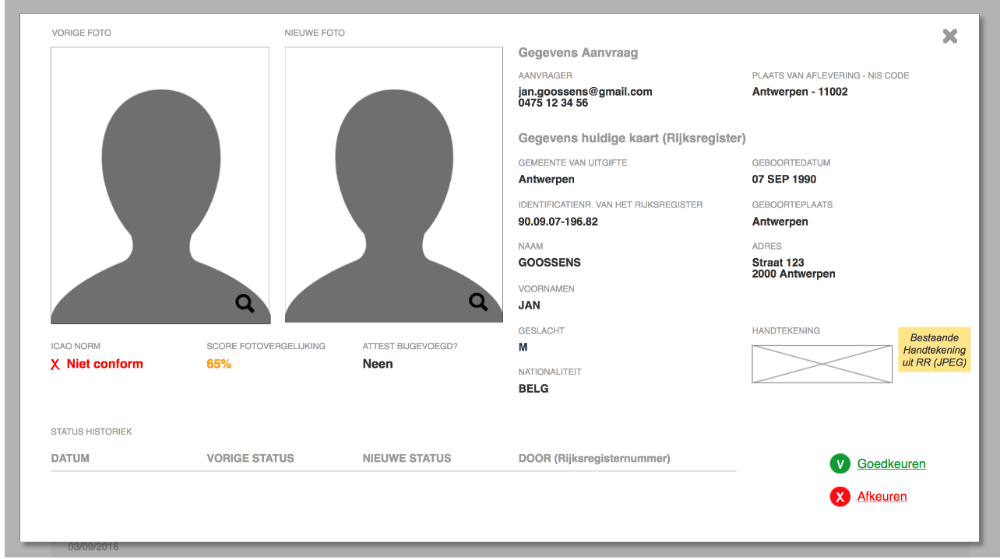 VORIGE FOTO
NIEUWE FOTO
Gegevens Aanvraag
AANVRAGER
PLAATS VAN AFLEVERING - NIS CODE
jan.goossens@gmail.com
Antwerpen - 11002
0475 12 34 56
Gegevens huidige kaart (Rijksregister)
GEMEENTE VAN UITGIFTE
GEBOORTEDATUM
Antwerpen
07 SEP 1990
IDENTIFICATIENR. VAN HET RIJKSREGISTER
GEBOORTEPLAATS
90.09.07-196.82
Antwerpen
NAAM
ADRES
GOOSSENS
Straat 123
2000 Antwerpen
VOORNAMEN
JAN
GESLACHT
HANDTEKENING
M
Bestaande
Handtekening
uit RR (JPEG)
NATIONALITEIT
BELG
ICAO NORM
SCORE FOTOVERGELIJKING
ATTEST BIJGEVOEGD?
X Niet conform
65%
Neen
STATUS HISTORIEK
DATUM
VORIGE STATUS
NIEUWE STATUS
DOOR (Rijksregisternummer)
V Goedkeuren
X Afkeuren
03/09/2016